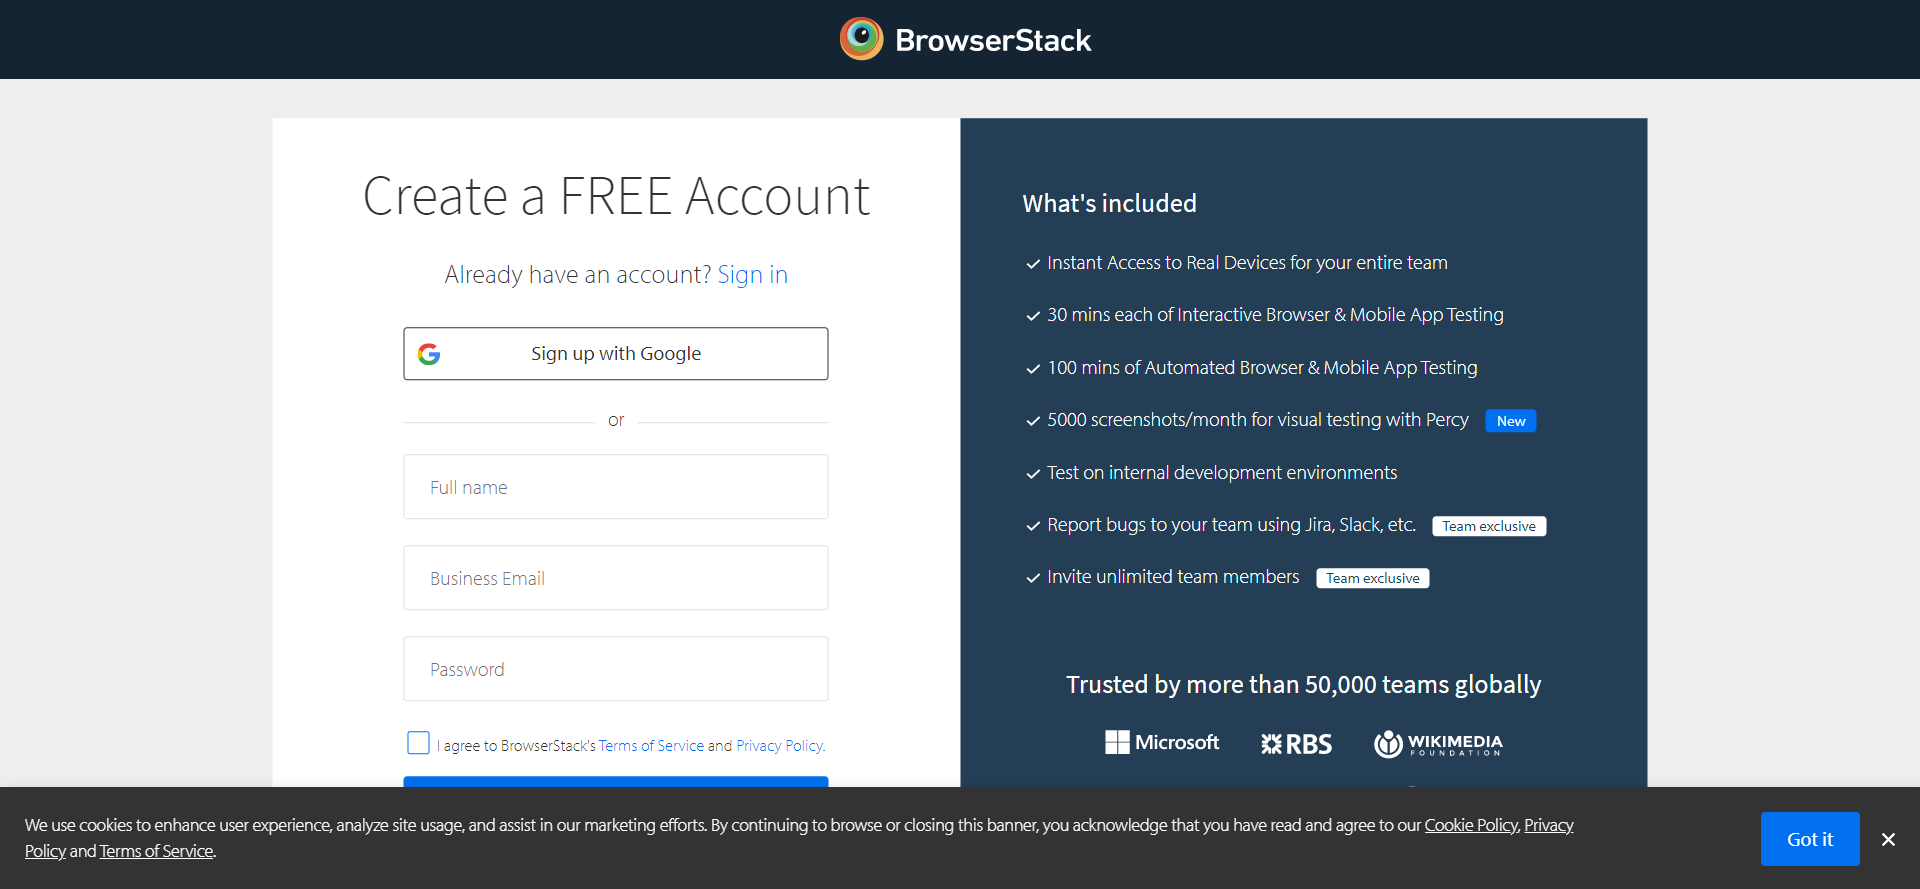 BrowserStack
Create a FREE Account
Already have an account? Sign in
Sign up with Google
or
Full name
Business Email
Password
I agree to BrowserStack's Terms of Service and Privacy Policy.
What's included
Instant Access to Real Devices for your entire team
30 mins each of Interactive Browser & Mobile App Testing
100 mins of Automated Browser & Mobile App Testing
5000 screenshots/month for visual testing with Percy New
Test on internal development environments
Report bugs to your team using Jira, Slack, etc. Team exclusive
Invite unlimited team members Team exclusive
Trusted by more than 50,000 teams globally
Microsoft RBS WIKIMEDIA
FOUNDATION
We use cookies to enhance user experience, analyze site usage, and assist in our marketing efforts. By continuing to browse or closing this banner, you acknowledge that you have read and agree to our Cookie Policy, Privacy
Policy and Terms of Service.
Got it